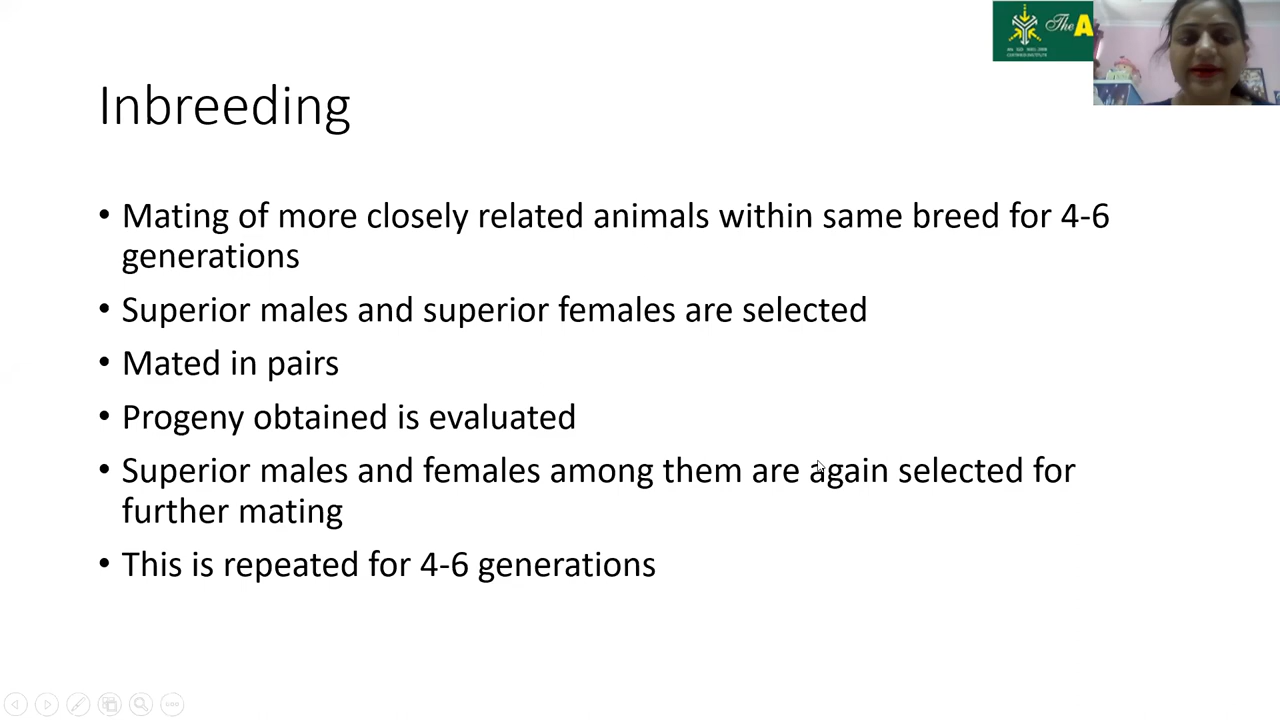 The A
Inbreeding
• Mating of more closely related animals within same breed for 4-6
generations
• Superior males and superior females are selected
• Mated in pairs
• Progeny obtained is evaluated
• Superior males and females among them are again selected for
further mating
• This is repeated for 4-6 generations